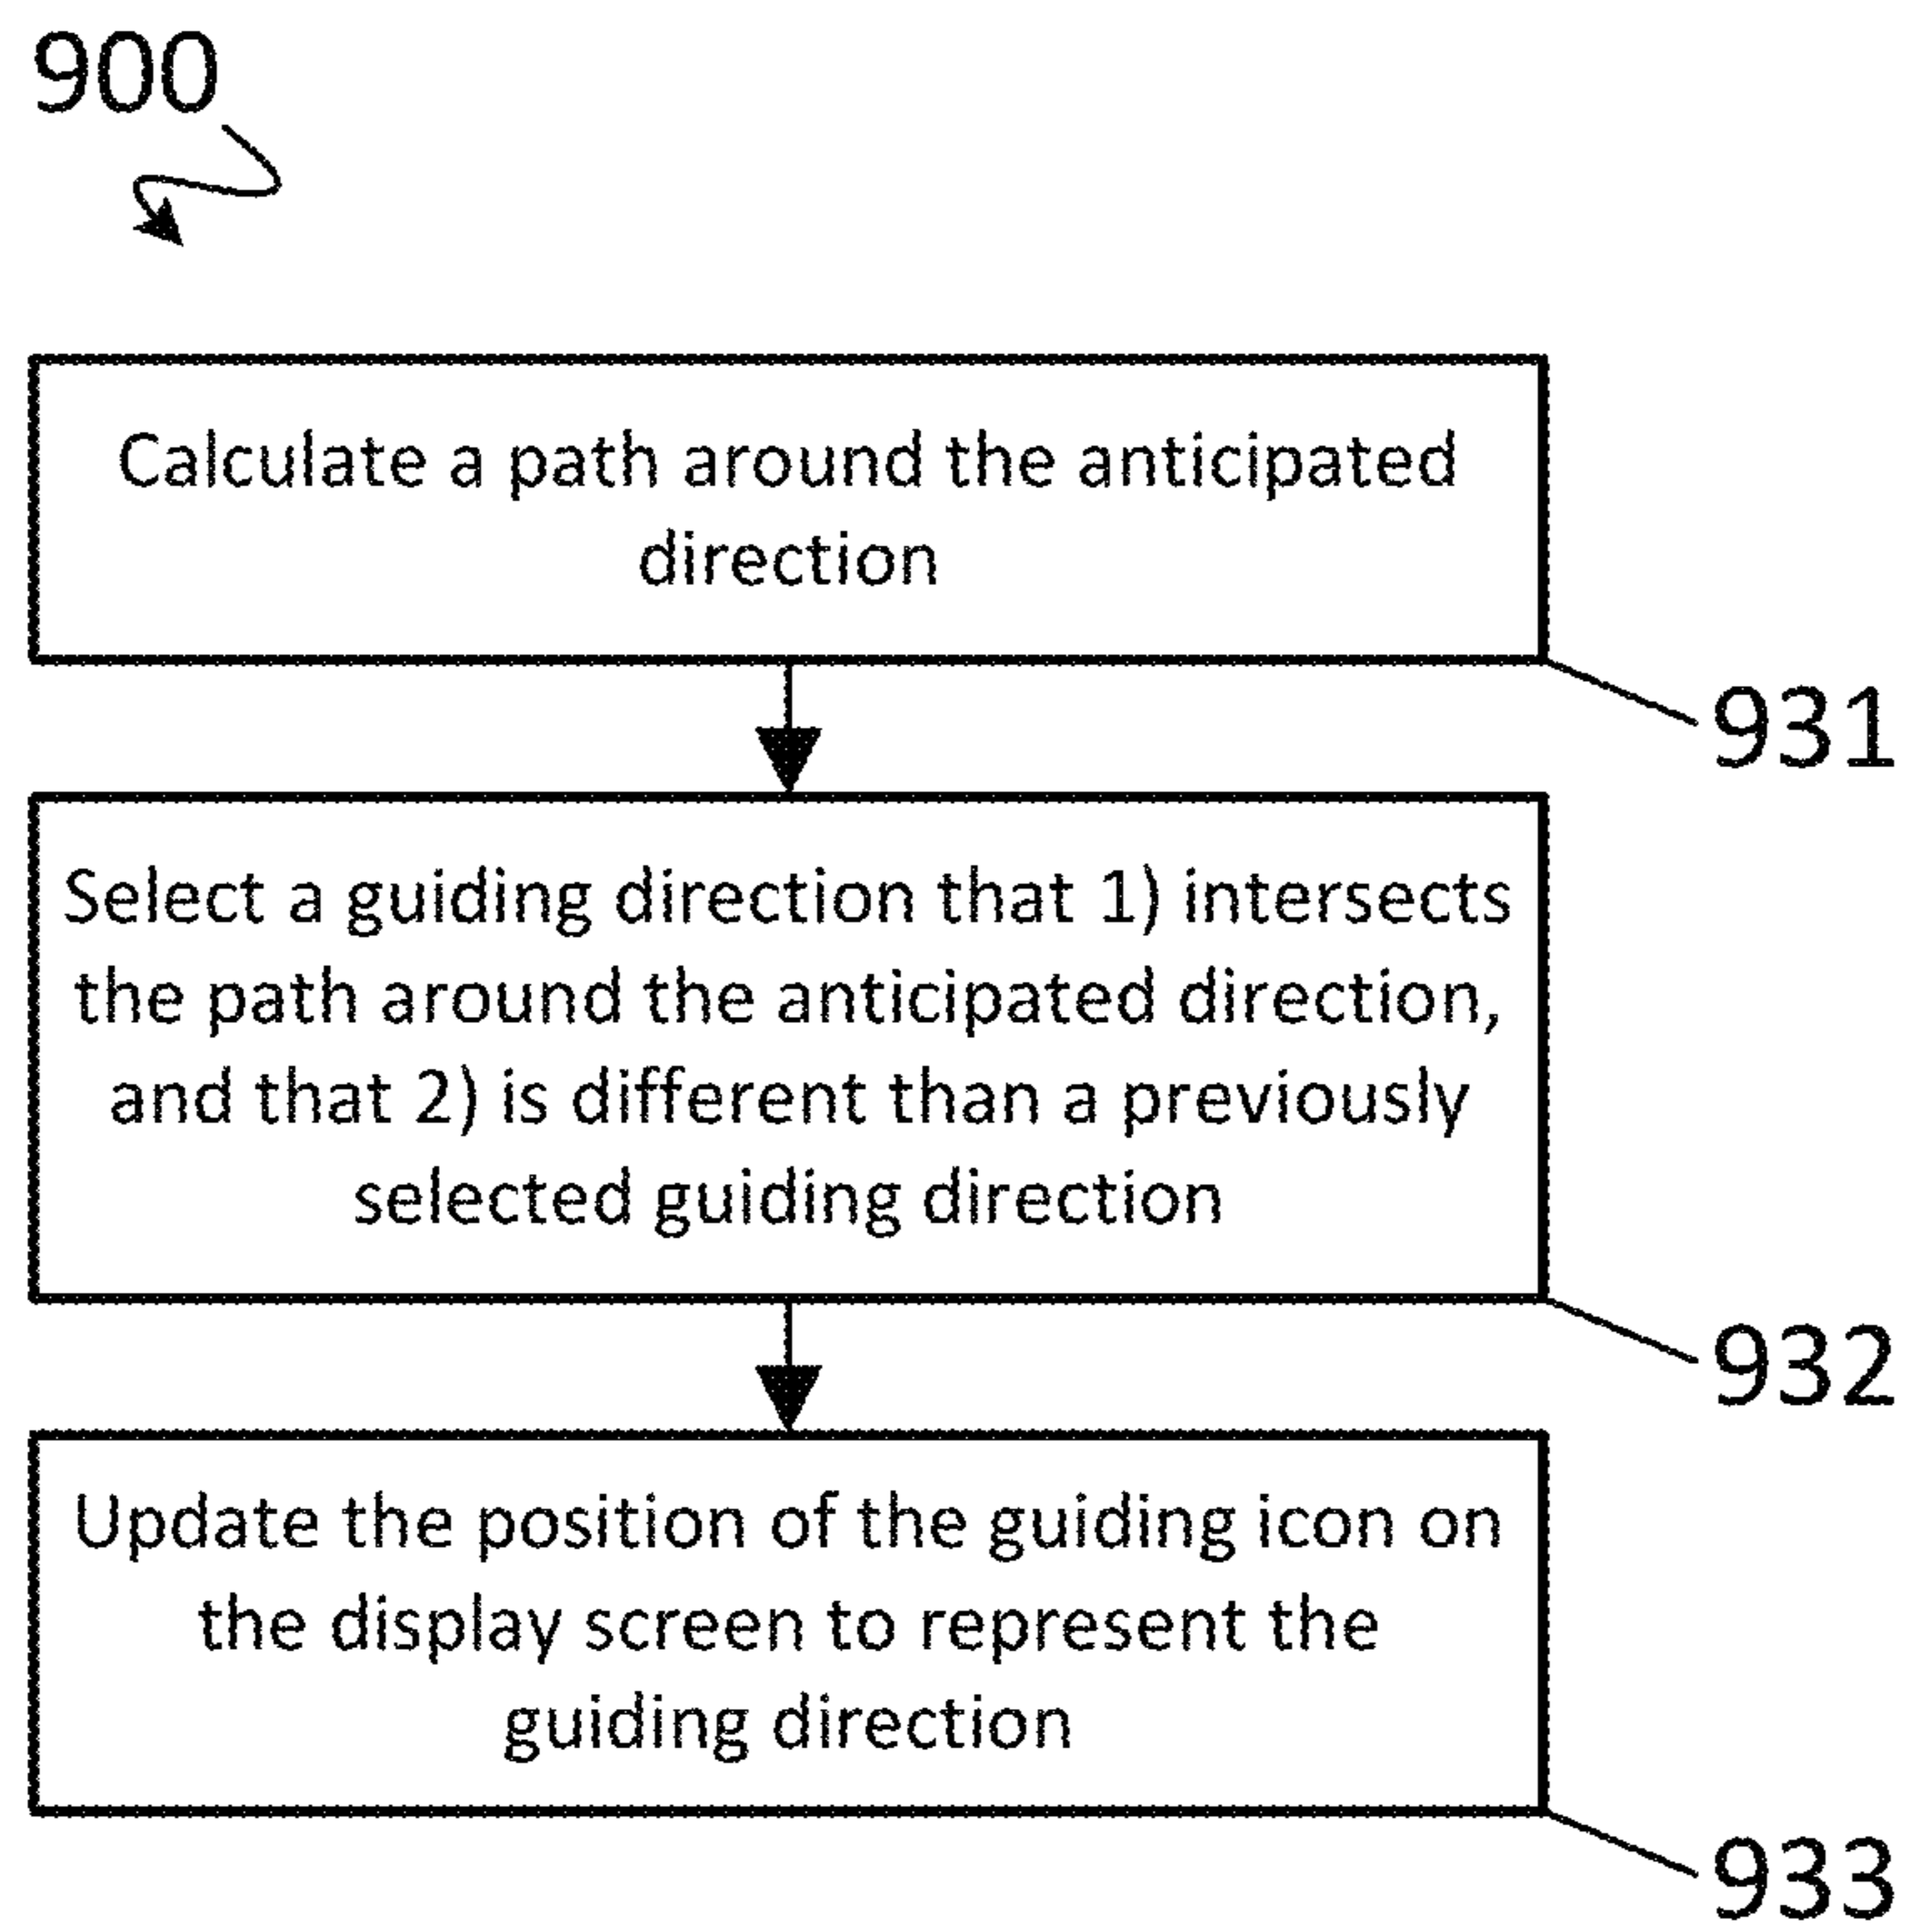 900
Calculate a path around the anticipated
direction
931
Select a guiding direction that 1) intersects
the path around the anticipated direction,
and that 2) is different than a previously
selected guiding direction
932
Update the position of the guiding icon on
the display screen to represent the
guiding direction
933